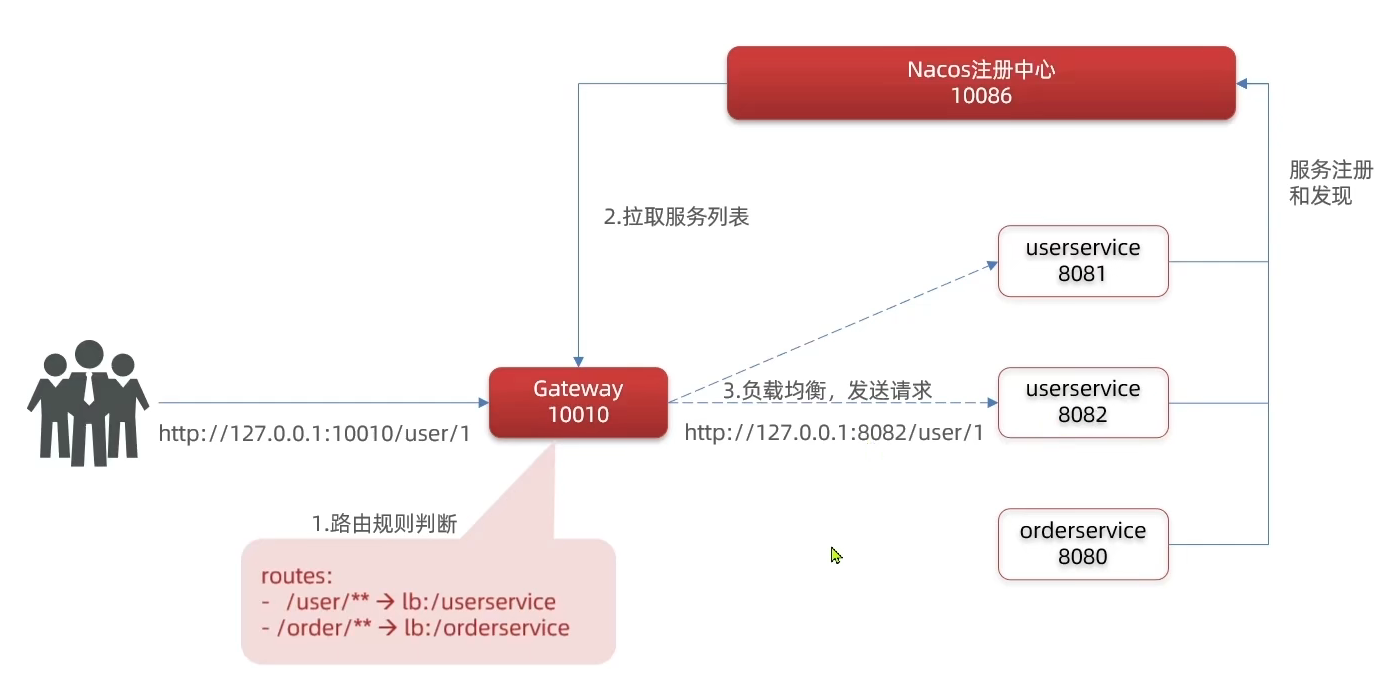 Nacos注册中心
10086
服务注册
和发现
2.拉取服务列表
userservice
8081
Gateway
10010
3.负载均衡，发送请求
userservice
8082
http://127.0.0.1:10010/user/1
http://127.0.0.1:8082/user/1
1.路由规则判断
orderservice
8080
routes:
- /user/** → lb:/userservice
- /order/** → lb:/orderservice